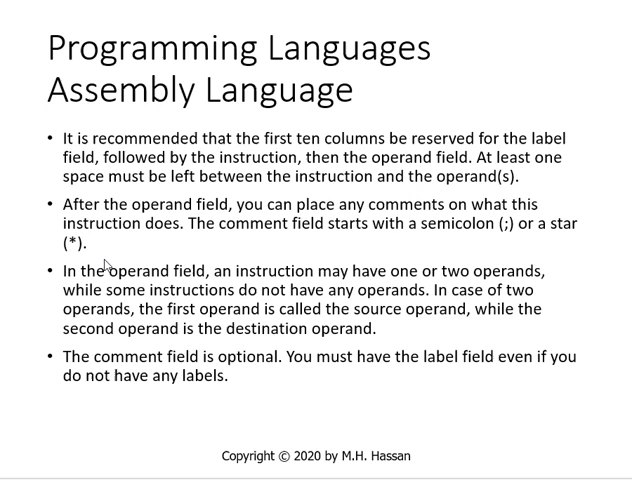 Programming Languages
Assembly Language
• It is recommended that the first ten columns be reserved for the label
field, followed by the instruction, then the operand field. At least one
space must be left between the instruction and the operand(s).
• After the operand field, you can place any comments on what this
instruction does. The comment field starts with a semicolon (;) or a star
(*).
• In the operand field, an instruction may have one or two operands,
while some instructions do not have any operands. In case of two
operands, the first operand is called the source operand, while the
second operand is the destination operand.
• The comment field is optional. You must have the label field even if you
do not have any labels.
Copyright © 2020 by M.H. Hassan